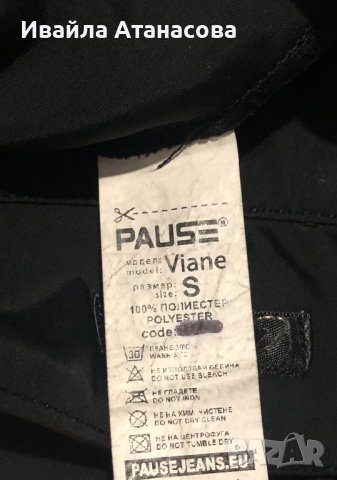 Ивайла Атанасова
PAUSE®
модел:
model: Viane
размер:
size: S
100% ПОЛИЕСТЕР
POLYESTER
code:
30 ПРАНЕ 30°C
WASH 30°C
НЕ ИЗПОЛЗВАЙ БЕЛИНА
DO NOT USE BLEACH
НЕ ГЛАДЕТЕ
DO NOT IRON
НЕ НА ХИМ. ЧИСТЕНЕ
DO NOT DRY CLEAN
НЕ НА ЦЕНТРОФУГА
DO NOT TUMBLE DRY
PAUSEJEANS.EU
BAZAR